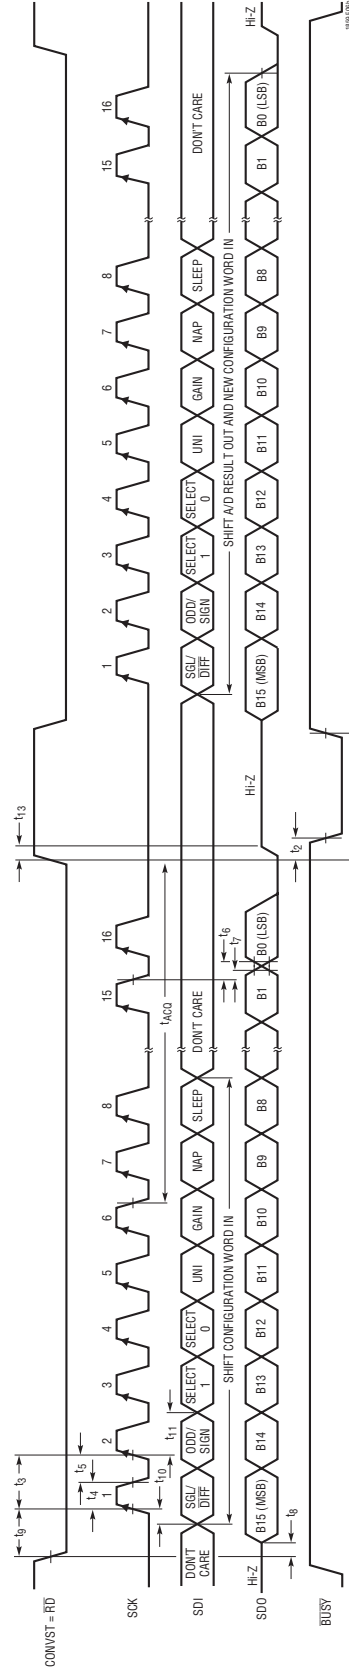 CONVST = R̅D̅
t₉
t₃
t₁₃
SCK
t₄
t₅
1
2
3
4
5
6
7
8
15
16
1
2
3
4
5
6
7
8
15
16
t_ACQ
t₁₀
t₁₁
SDI
DON'T
CARE
SGL/
D̅I̅F̅F̅
ODD/
SIGN
SELECT
1
SELECT
0
UNI
GAIN
NAP
SLEEP
DON'T CARE
SGL/
D̅I̅F̅F̅
ODD/
SIGN
SELECT
1
SELECT
0
UNI
GAIN
NAP
SLEEP
DON'T CARE
SHIFT CONFIGURATION WORD IN
t₆
t₇
SHIFT A/D RESULT OUT AND NEW CONFIGURATION WORD IN
SDO
Hi-Z
B15 (MSB)
B14
B13
B12
B11
B10
B9
B8
B1
B0 (LSB)
Hi-Z
B15 (MSB)
B14
B13
B12
B11
B10
B9
B8
B1
B0 (LSB)
Hi-Z
t₈
t₂
B̅U̅S̅Y̅